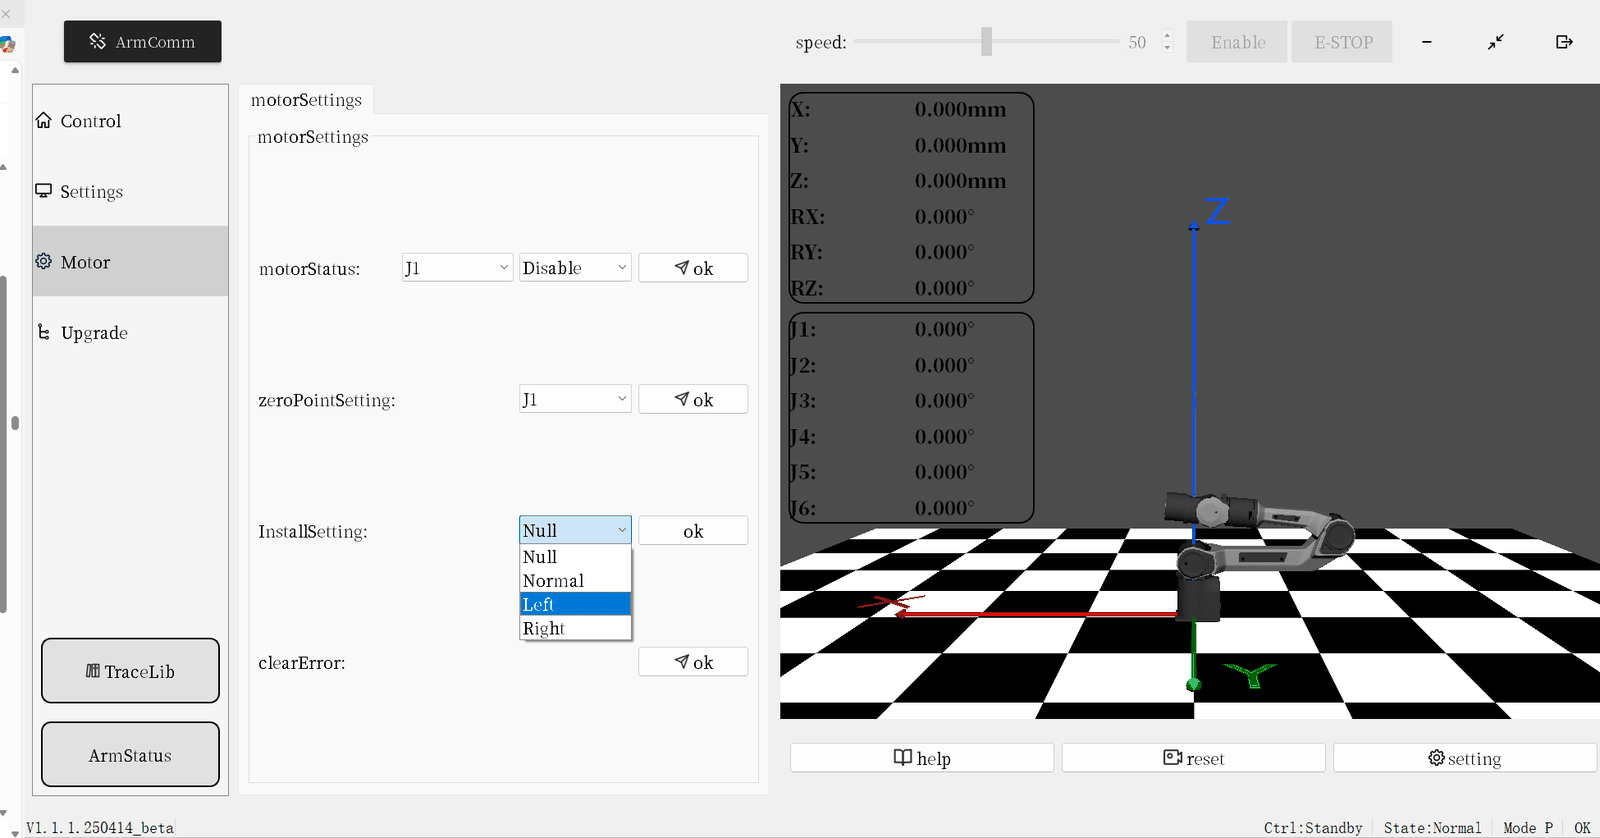 ArmComm
speed: 50 Enable E-STOP
Control
Settings
Motor
Upgrade
TraceLib
ArmStatus
motorSettings
motorSettings
motorStatus: J1 Disable ok
zeroPointSetting: J1 ok
InstallSetting: Null ok
Null
Normal
Left
Right
clearError: ok
X: 0.000mm
Y: 0.000mm
Z: 0.000mm
RX: 0.000°
RY: 0.000°
RZ: 0.000°
J1: 0.000°
J2: 0.000°
J3: 0.000°
J4: 0.000°
J5: 0.000°
J6: 0.000°
Z
X
Y
help reset setting
V1.1.1.250414_beta Ctrl:Standby State:Normal Mode P OK